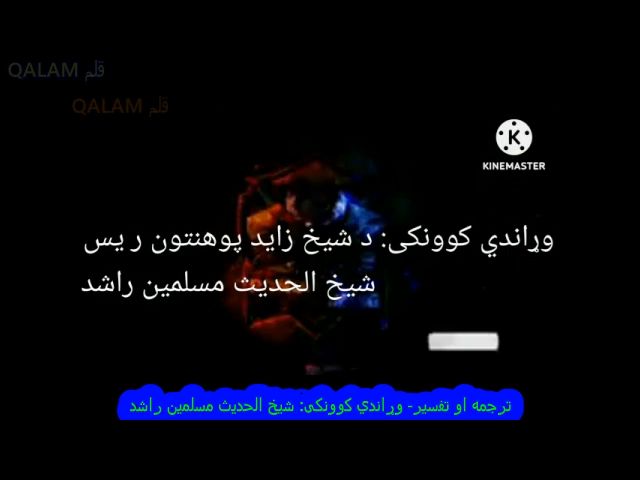 QALAM قلم
QALAM قلم
KINEMASTER
وړاندي کوونکی: د شیخ زاید پوهنتون ریس
شیخ الحدیث مسلمین راشد
ترجمه او تفسیر- وړاندي کوونکی: شیخ الحدیث مسلمین راشد